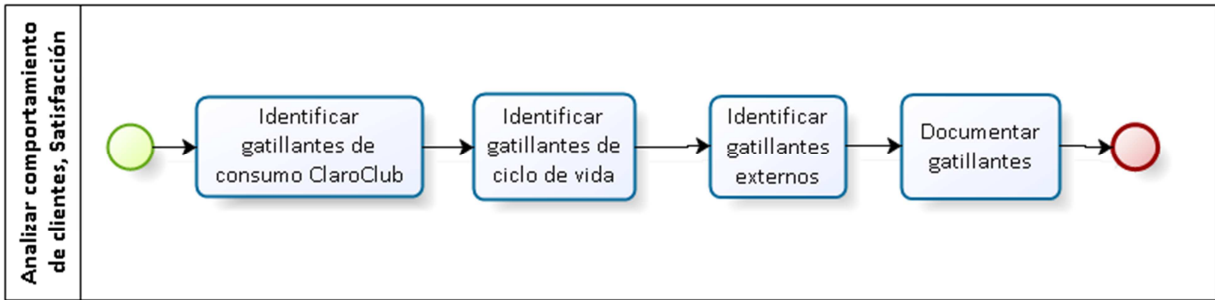 Analizar comportamiento
de clientes, Satisfacción
Identificar
gatillantes de
consumo ClaroClub
Identificar
gatillantes de
ciclo de vida
Identificar
gatillantes
externos
Documentar
gatillantes